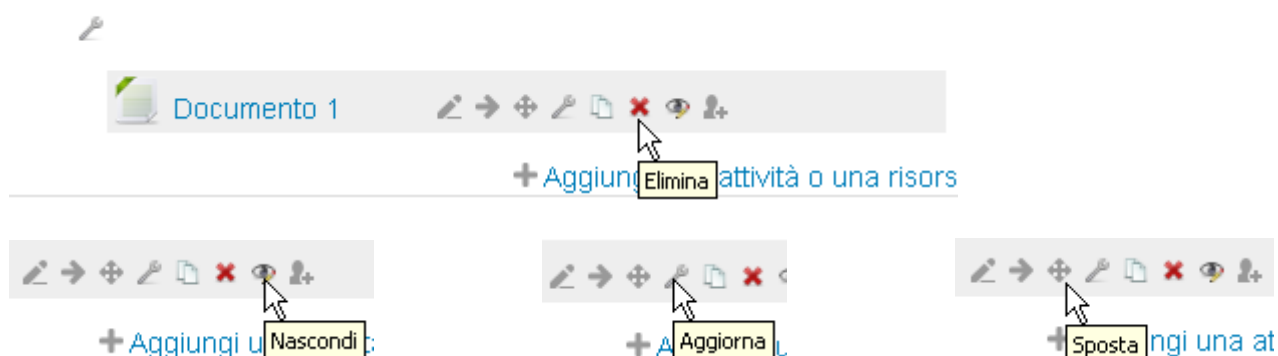 Documento 1
Aggiung attività o una risors
Elimina
Aggiungi u
Nascondi
A
Aggiorna
Sposta ngi una at